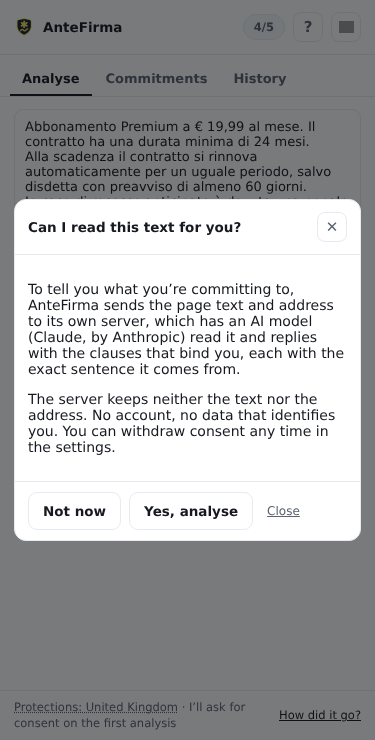 AnteFirma
4/5
?
Analyse
Commitments
History
Abbonamento Premium a € 19,99 al mese. Il
contratto ha una durata minima di 24 mesi.
Alla scadenza il contratto si rinnova
automaticamente per un uguale periodo, salvo
disdetta con preavviso di almeno 60 giorni.
Can I read this text for you?
To tell you what you’re committing to,
AnteFirma sends the page text and address
to its own server, which has an AI model
(Claude, by Anthropic) read it and replies
with the clauses that bind you, each with the
exact sentence it comes from.
The server keeps neither the text nor the
address. No account, no data that identifies
you. You can withdraw consent any time in
the settings.
Not now
Yes, analyse
Close
Protections: United Kingdom · I’ll ask for
consent on the first analysis
How did it go?